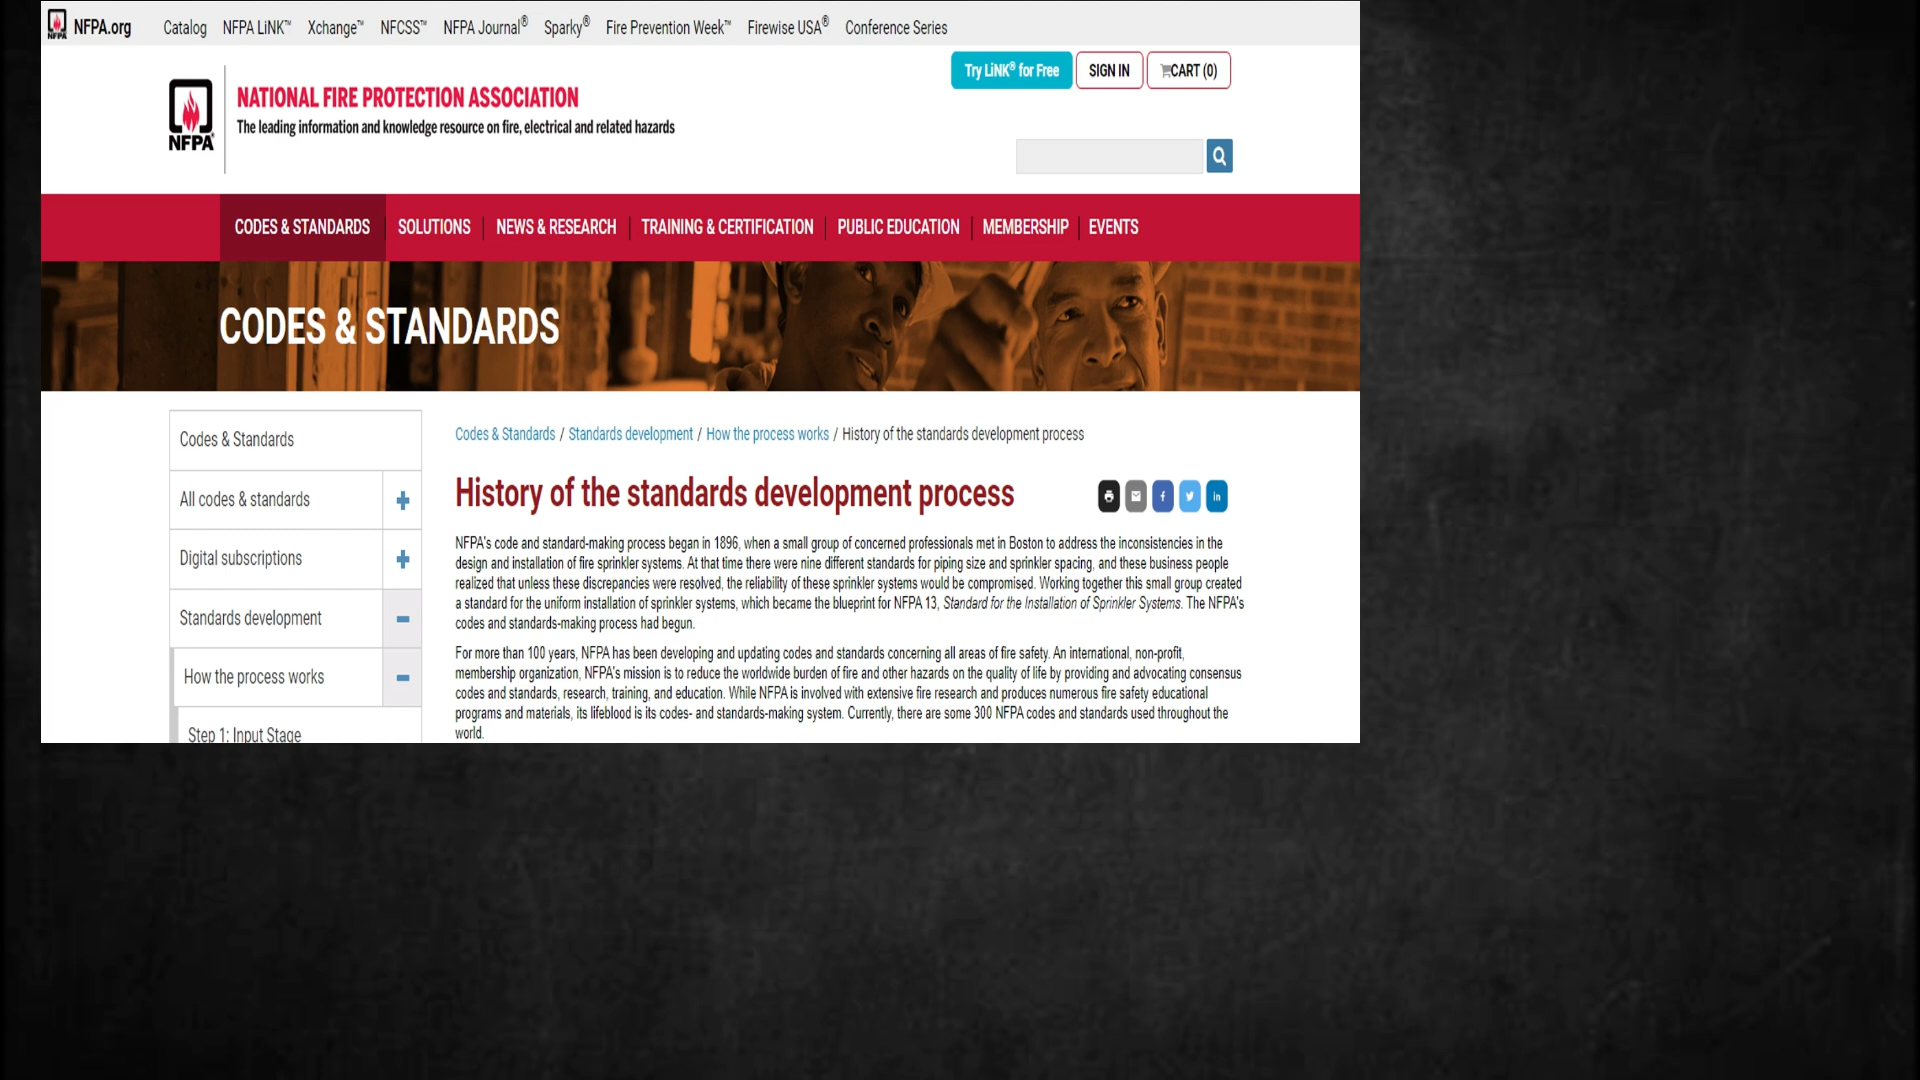 NFPA NFPA.org Catalog NFPA LiNK™ Xchange™ NFCSS™ NFPA Journal® Sparky® Fire Prevention Week™ Firewise USA® Conference Series
Try LiNK® for Free SIGN IN CART (0)
NFPA®
NATIONAL FIRE PROTECTION ASSOCIATION
The leading information and knowledge resource on fire, electrical and related hazards
CODES & STANDARDS SOLUTIONS NEWS & RESEARCH TRAINING & CERTIFICATION PUBLIC EDUCATION MEMBERSHIP EVENTS
CODES & STANDARDS
Codes & Standards
All codes & standards
Digital subscriptions
Standards development
How the process works
Step 1: Input Stage
Codes & Standards / Standards development / How the process works / History of the standards development process
History of the standards development process
f in
NFPA's code and standard-making process began in 1896, when a small group of concerned professionals met in Boston to address the inconsistencies in the
design and installation of fire sprinkler systems. At that time there were nine different standards for piping size and sprinkler spacing, and these business people
realized that unless these discrepancies were resolved, the reliability of these sprinkler systems would be compromised. Working together this small group created
a standard for the uniform installation of sprinkler systems, which became the blueprint for NFPA 13, Standard for the Installation of Sprinkler Systems. The NFPA's
codes and standards-making process had begun.
For more than 100 years, NFPA has been developing and updating codes and standards concerning all areas of fire safety. An international, non-profit,
membership organization, NFPA's mission is to reduce the worldwide burden of fire and other hazards on the quality of life by providing and advocating consensus
codes and standards, research, training, and education. While NFPA is involved with extensive fire research and produces numerous fire safety educational
programs and materials, its lifeblood is its codes- and standards-making system. Currently, there are some 300 NFPA codes and standards used throughout the
world.